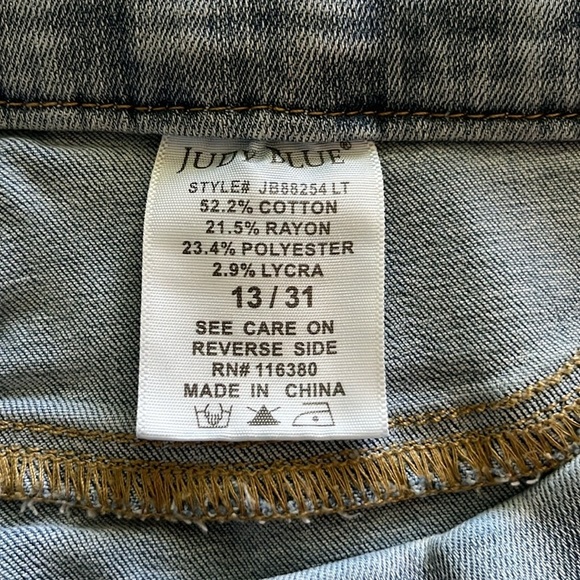 JUDY BLUE®
STYLE# JB88254 LT
52.2% COTTON
21.5% RAYON
23.4% POLYESTER
2.9% LYCRA
13 / 31
SEE CARE ON
REVERSE SIDE
RN# 116380
MADE IN CHINA